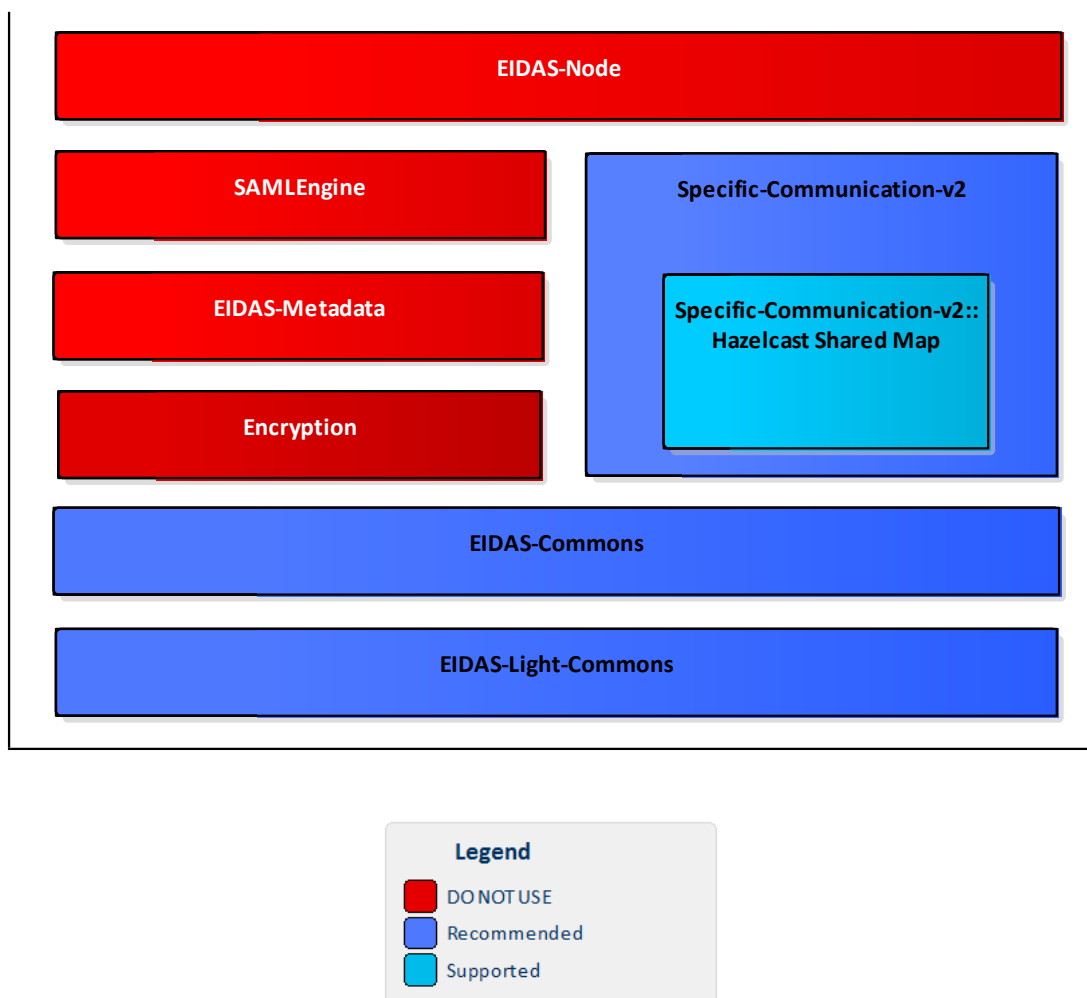 EIDAS-Node
SAMLEngine
Specific-Communication-v2
EIDAS-Metadata
Specific-Communication-v2::
Hazelcast Shared Map
Encryption
EIDAS-Commons
EIDAS-Light-Commons
Legend
DO NOT USE
Recommended
Supported